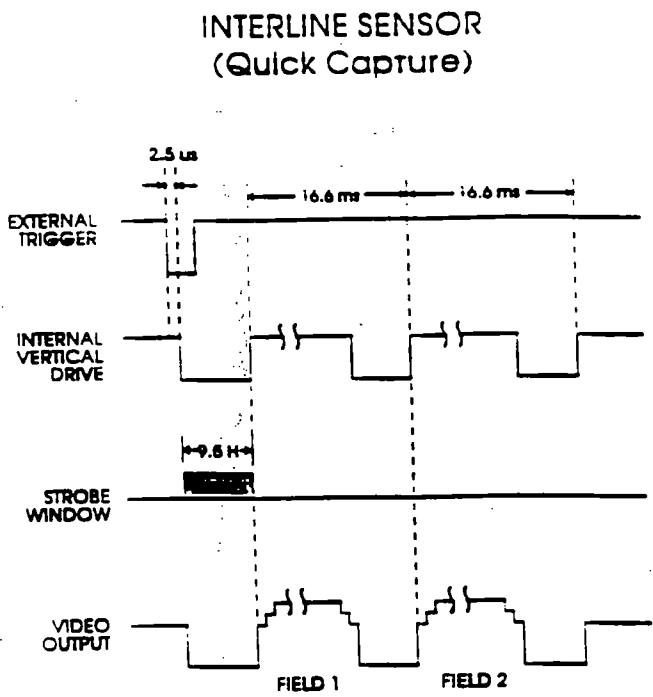 INTERLINE SENSOR
(Quick Capture)
2.5 us
16.6 ms
16.6 ms
EXTERNAL
TRIGGER
INTERNAL
VERTICAL
DRIVE
9.5 H
STROBE
WINDOW
VIDEO
OUTPUT
FIELD 1
FIELD 2